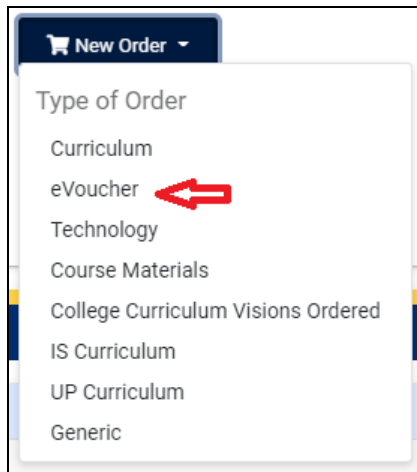 New Order
Type of Order
Curriculum
eVoucher
Technology
Course Materials
College Curriculum Visions Ordered
IS Curriculum
UP Curriculum
Generic